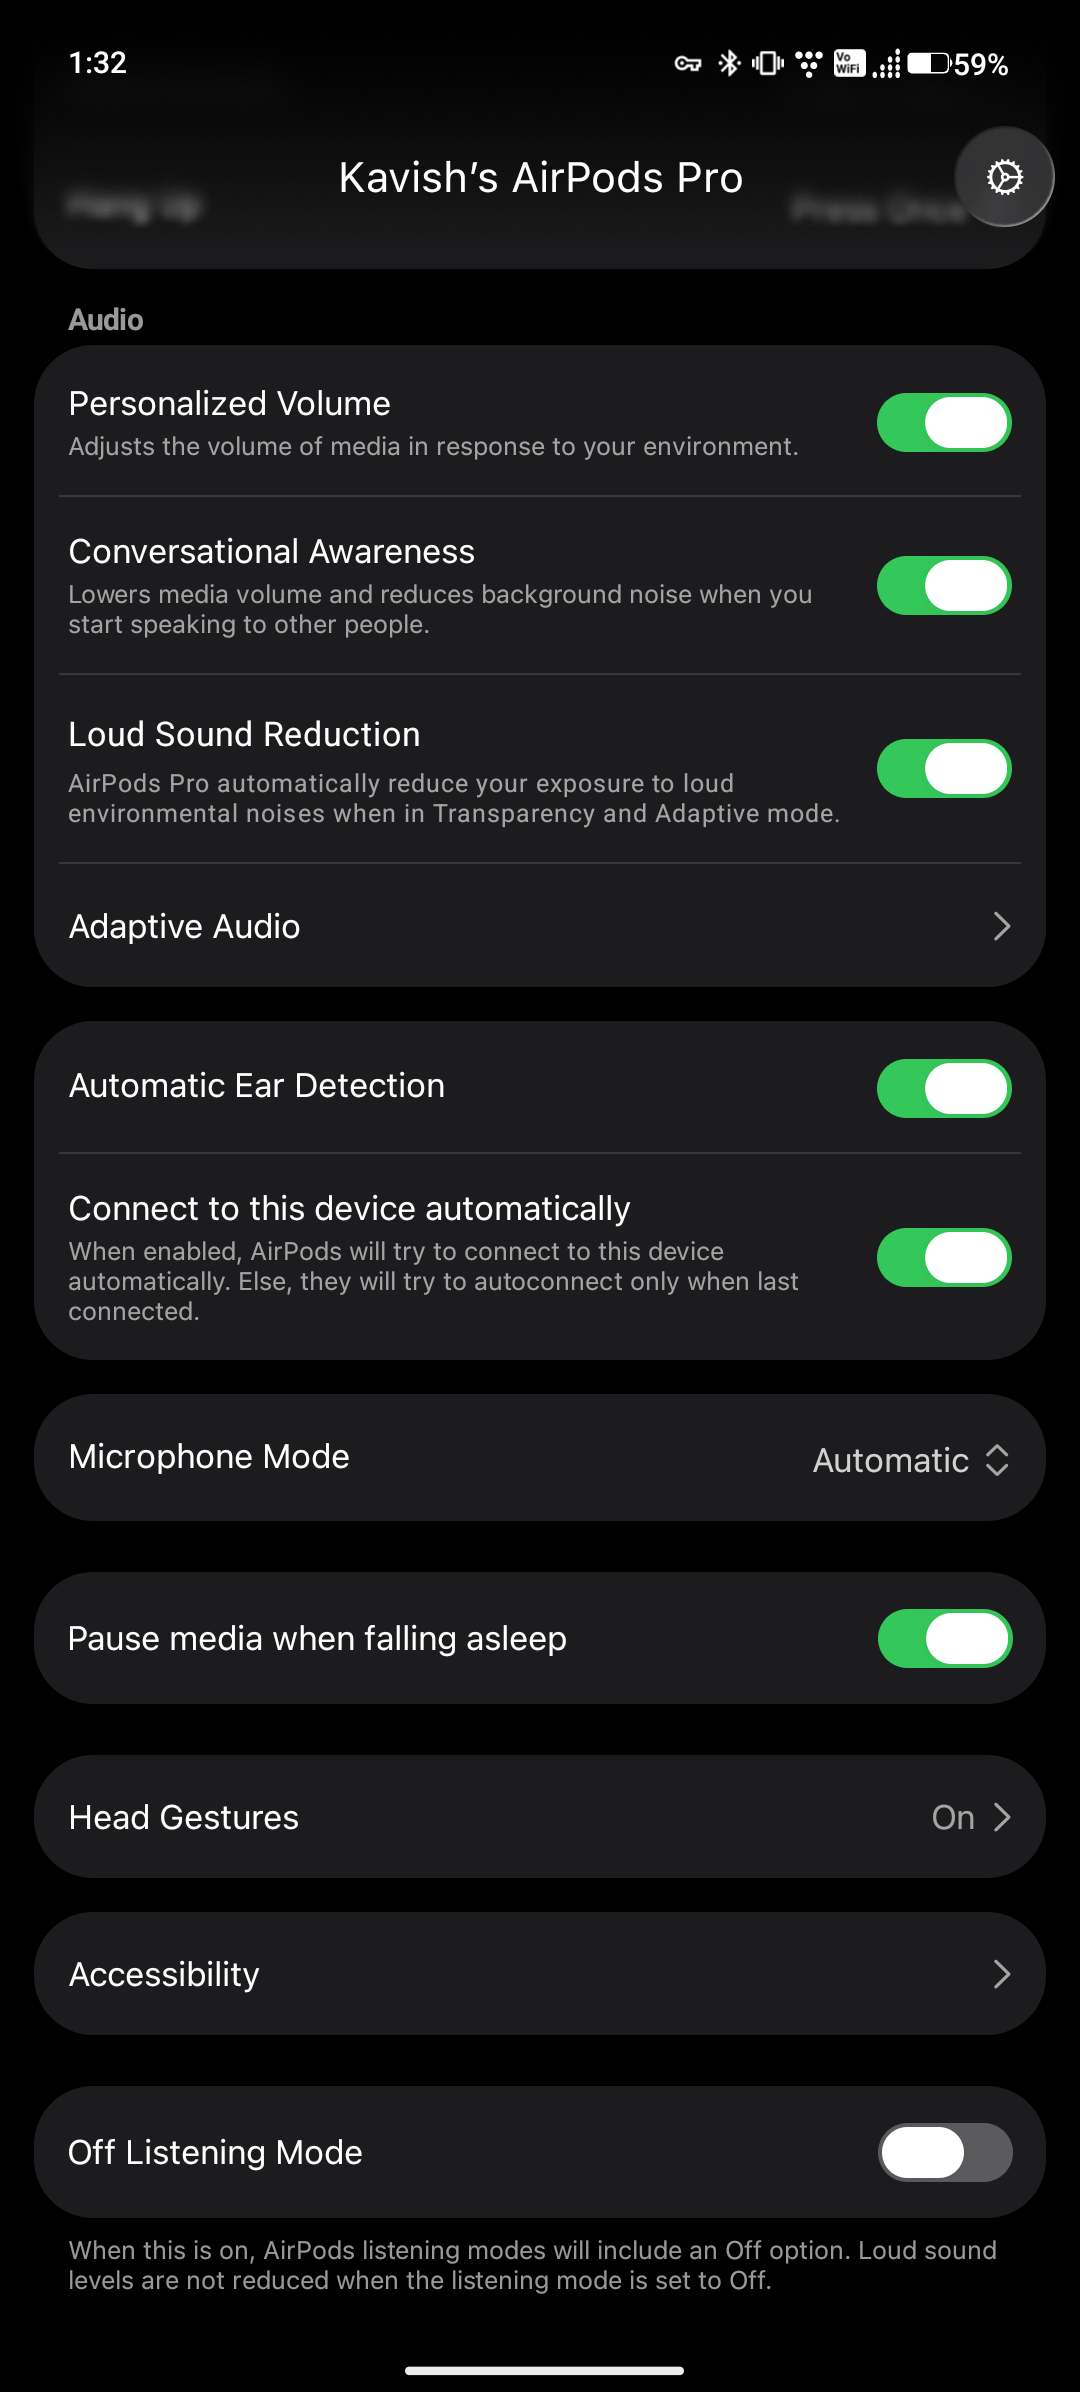 1:32
Vo
WiFi
59%
Kavish's AirPods Pro
Hang Up
Press Once
Audio
Personalized Volume
Adjusts the volume of media in response to your environment.
Conversational Awareness
Lowers media volume and reduces background noise when you
start speaking to other people.
Loud Sound Reduction
AirPods Pro automatically reduce your exposure to loud
environmental noises when in Transparency and Adaptive mode.
Adaptive Audio
Automatic Ear Detection
Connect to this device automatically
When enabled, AirPods will try to connect to this device
automatically. Else, they will try to autoconnect only when last
connected.
Microphone Mode
Automatic
Pause media when falling asleep
Head Gestures
On
Accessibility
Off Listening Mode
When this is on, AirPods listening modes will include an Off option. Loud sound
levels are not reduced when the listening mode is set to Off.